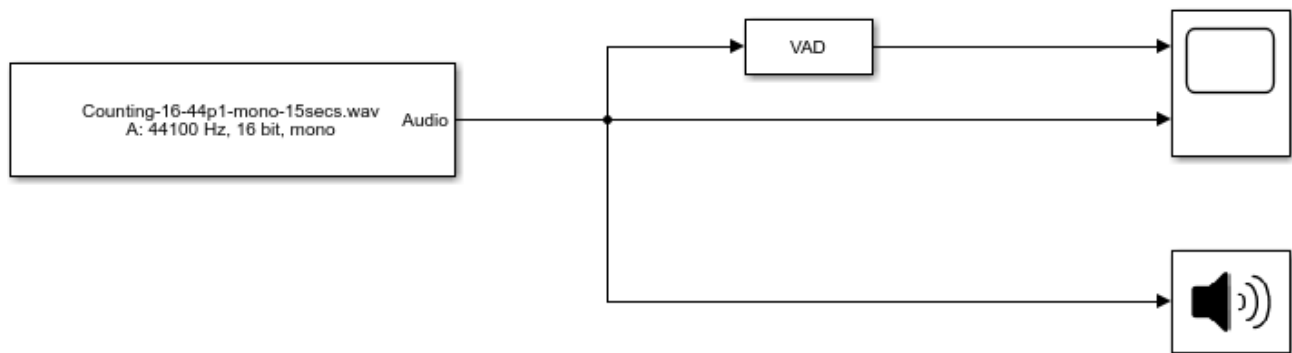 VAD
Counting-16-44p1-mono-15secs.wav
A: 44100 Hz, 16 bit, mono
Audio